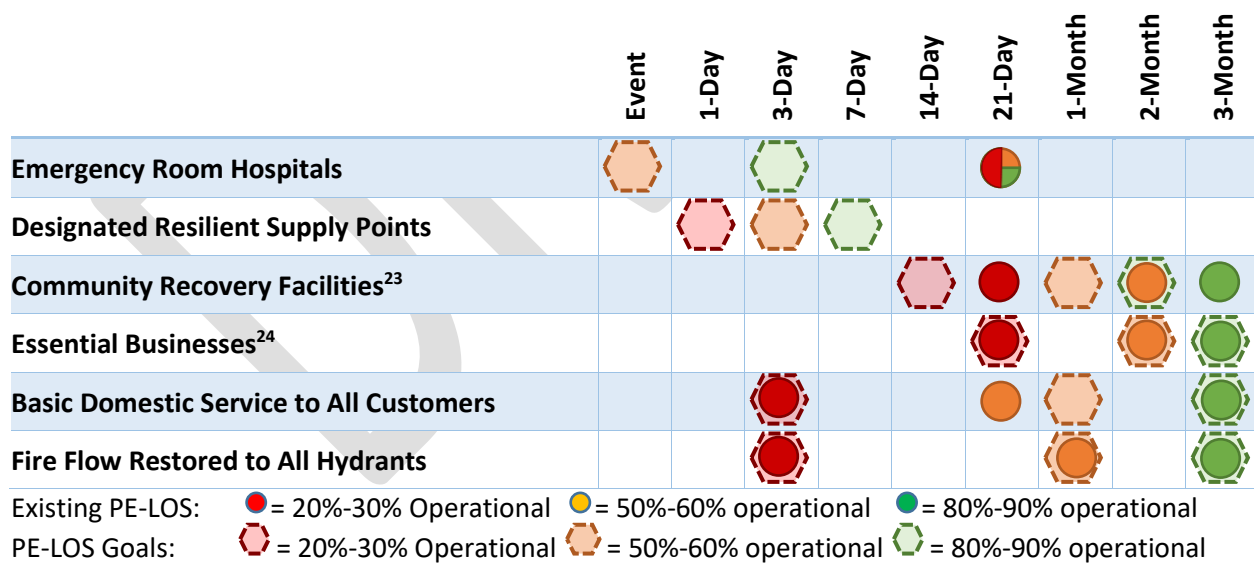 Event 1-Day 3-Day 7-Day 14-Day 21-Day 1-Month 2-Month 3-Month
Emergency Room Hospitals
Designated Resilient Supply Points
Community Recovery Facilities23
Essential Businesses24
Basic Domestic Service to All Customers
Fire Flow Restored to All Hydrants
Existing PE-LOS: = 20%-30% Operational = 50%-60% operational = 80%-90% operational
PE-LOS Goals: = 20%-30% Operational = 50%-60% operational = 80%-90% operational